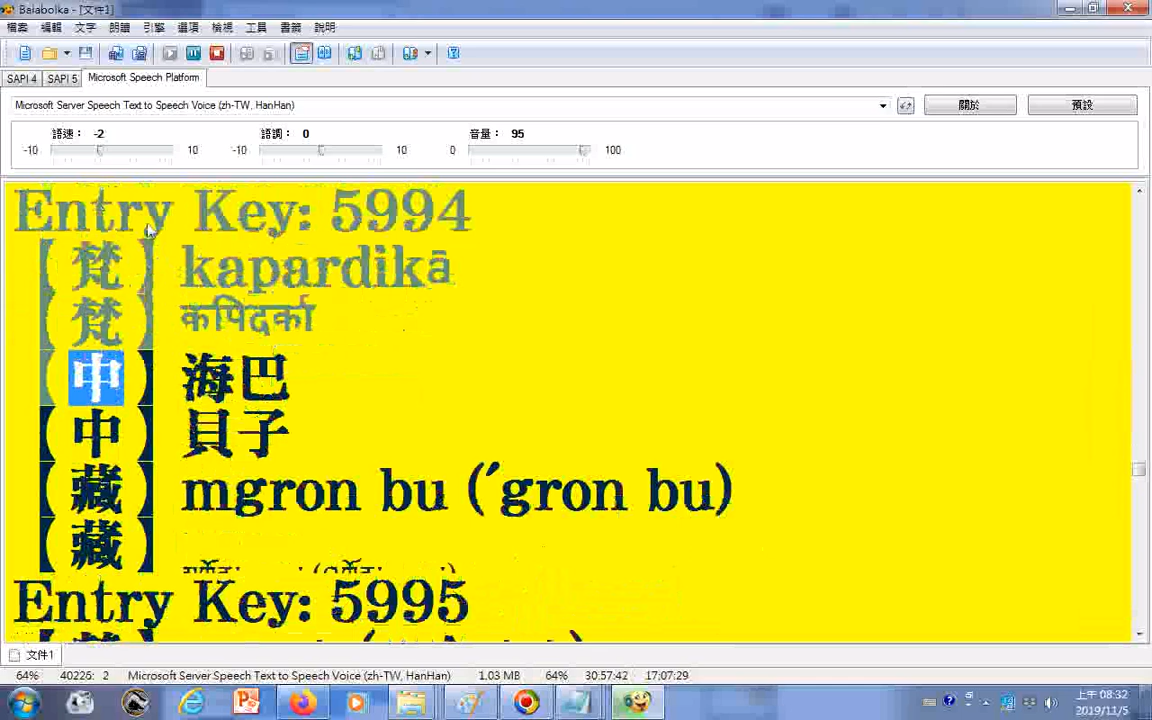 Balabolka - [文件1]
檔案 編輯 文字 朗讀 引擎 選項 檢視 工具 書籤 說明
SAPI 4 SAPI 5 Microsoft Speech Platform
Microsoft Server Speech Text to Speech Voice (zh-TW, HanHan) 關於 預設
語速： -2 語調： 0 音量： 95
-10 10 -10 10 0 100
Entry Key: 5994
【梵】 kapardikā
【梵】 कपिर्दका
【中】 海巴
【中】 貝子
【藏】 mgron bu (´gron bu)
【藏】
Entry Key: 5995
文件1
64% 40226: 2 Microsoft Server Speech Text to Speech Voice (zh-TW, HanHan) 1.03 MB 64% 30:57:42 17:07:29
上午 08:32
2019/11/5